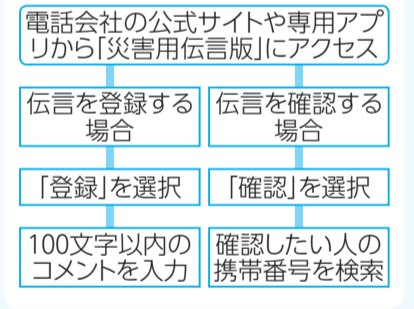 電話会社の公式サイトや専用アプ
リから「災害用伝言版」にアクセス
伝言を登録する
場合
「登録」を選択
100文字以内の
コメントを入力
伝言を確認する
場合
「確認」を選択
確認したい人の
携帯番号を検索